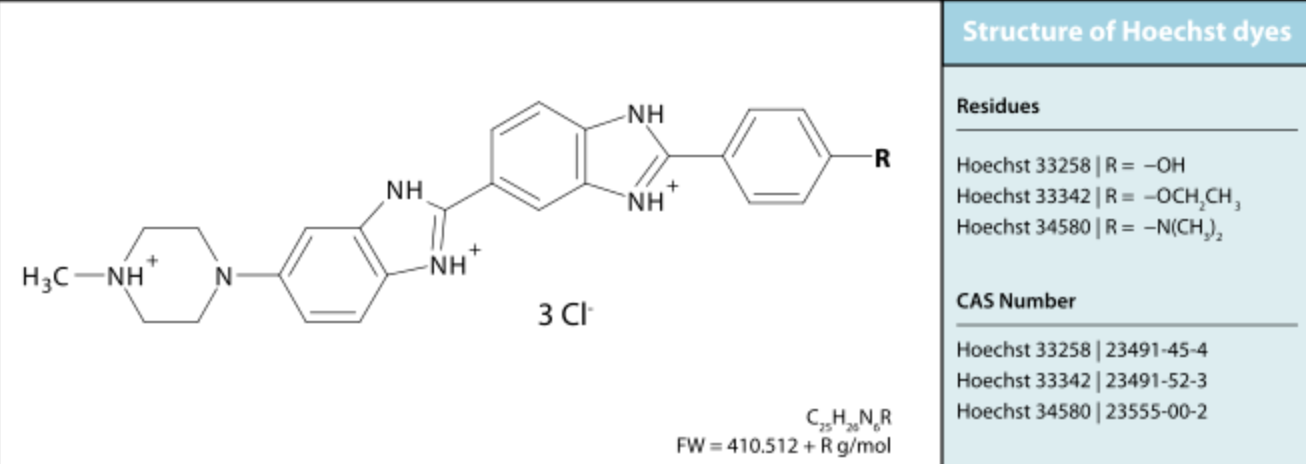 Structure of Hoechst dyes
NH
NH+
R
NH
NH+
H₃C
NH+
N
3 Cl⁻
C₂₅H₂₆N₆R
FW = 410.512 + R g/mol
Residues
Hoechst 33258 | R = –OH
Hoechst 33342 | R = –OCH₂CH₃
Hoechst 34580 | R = –N(CH₃)₂
CAS Number
Hoechst 33258 | 23491-45-4
Hoechst 33342 | 23491-52-3
Hoechst 34580 | 23555-00-2